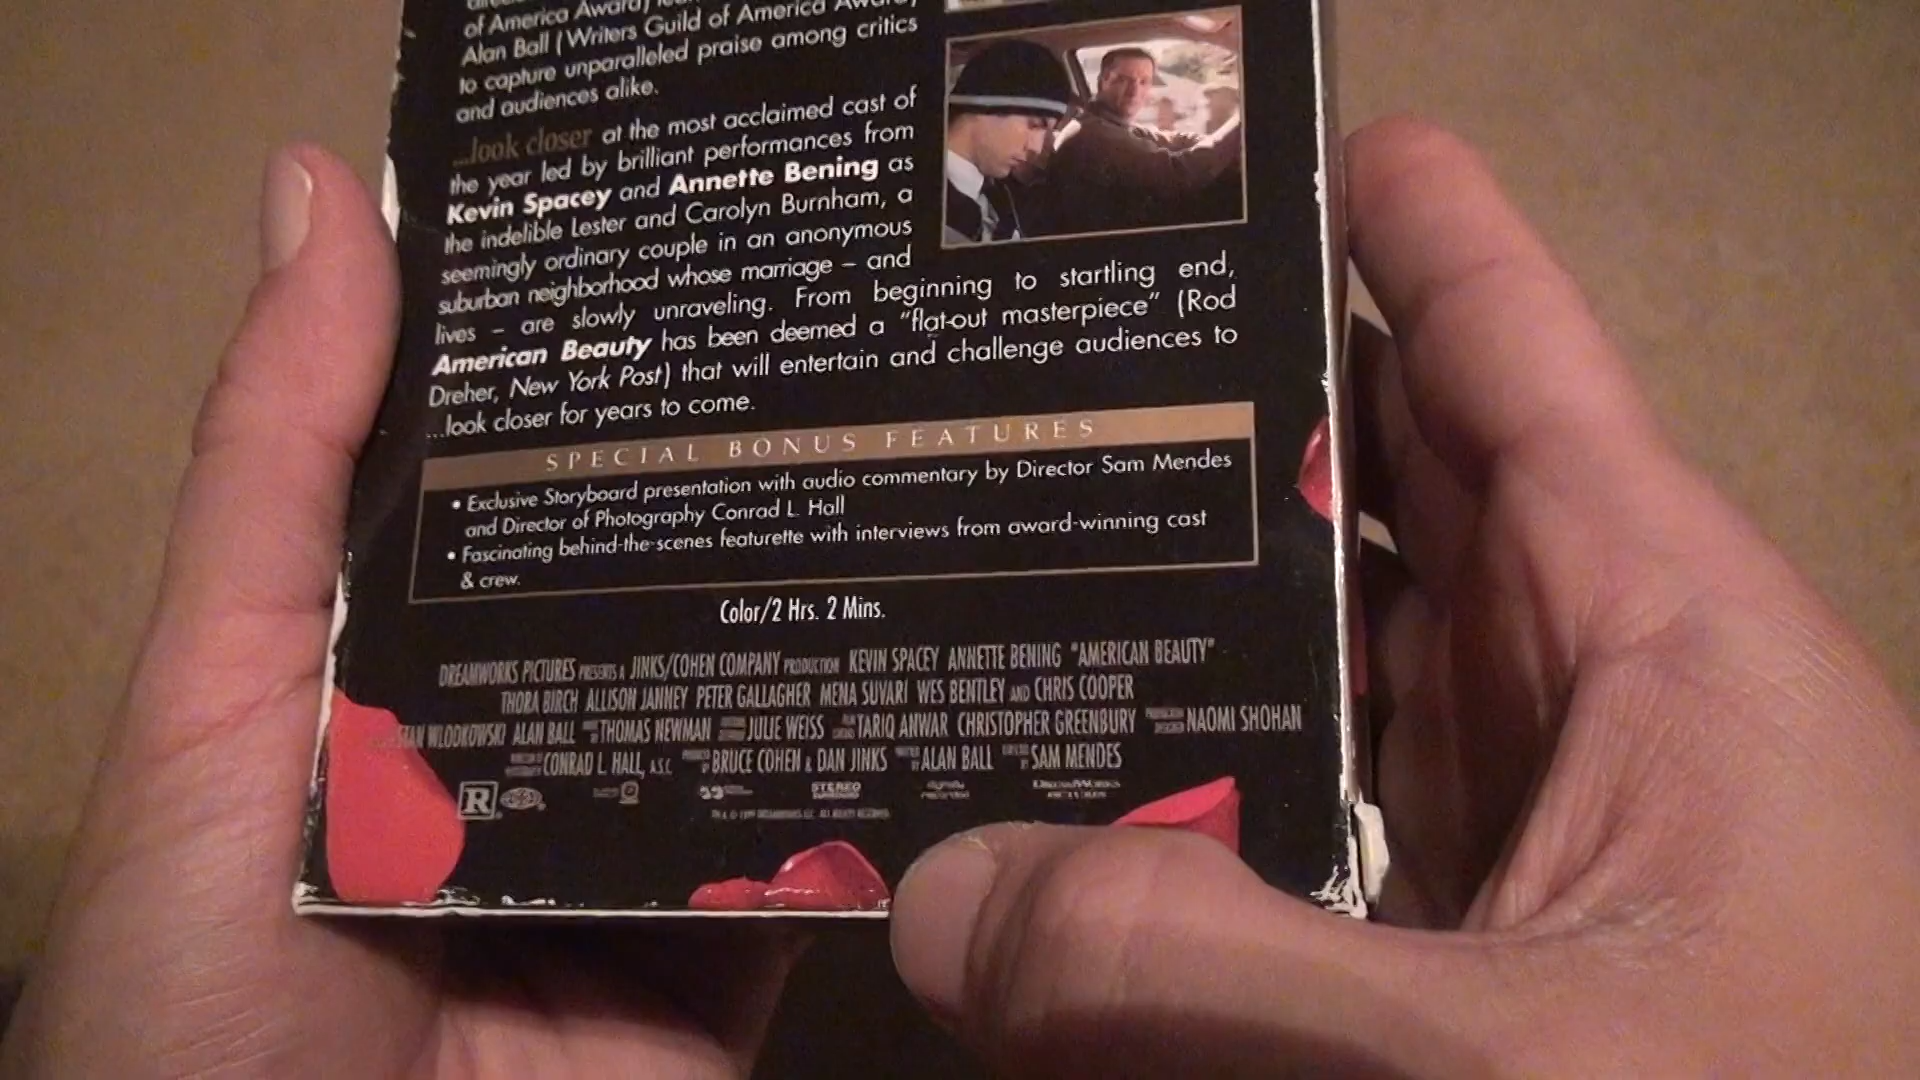 of America Award)
Alan Ball (Writers Guild of America Award)
to capture unparalleled praise among critics
and audiences alike.
...look closer at the most acclaimed cast of
the year led by brilliant performances from
Kevin Spacey and Annette Bening as
the indelible Lester and Carolyn Burnham, a
seemingly ordinary couple in an anonymous
suburban neighborhood whose marriage – and
lives – are slowly unraveling. From beginning to startling end,
American Beauty has been deemed a "flat-out masterpiece" (Rod
Dreher, New York Post) that will entertain and challenge audiences to
...look closer for years to come.
SPECIAL BONUS FEATURES
• Exclusive Storyboard presentation with audio commentary by Director Sam Mendes
and Director of Photography Conrad L. Hall
• Fascinating behind-the-scenes featurette with interviews from award-winning cast
& crew.
Color/2 Hrs. 2 Mins.
DREAMWORKS PICTURES PRESENTS A JINKS/COHEN COMPANY PRODUCTION KEVIN SPACEY ANNETTE BENING "AMERICAN BEAUTY"
THORA BIRCH ALLISON JANNEY PETER GALLAGHER MENA SUVARI WES BENTLEY AND CHRIS COOPER
STAN WLODKOWSKI ALAN BALL THOMAS NEWMAN JULIE WEISS TARIQ ANWAR CHRISTOPHER GREENBURY NAOMI SHOHAN
CONRAD L. HALL, A.S.C. BRUCE COHEN & DAN JINKS ALAN BALL SAM MENDES
R STEREO SURROUND digitally recorded DREAMWORKS PICTURES